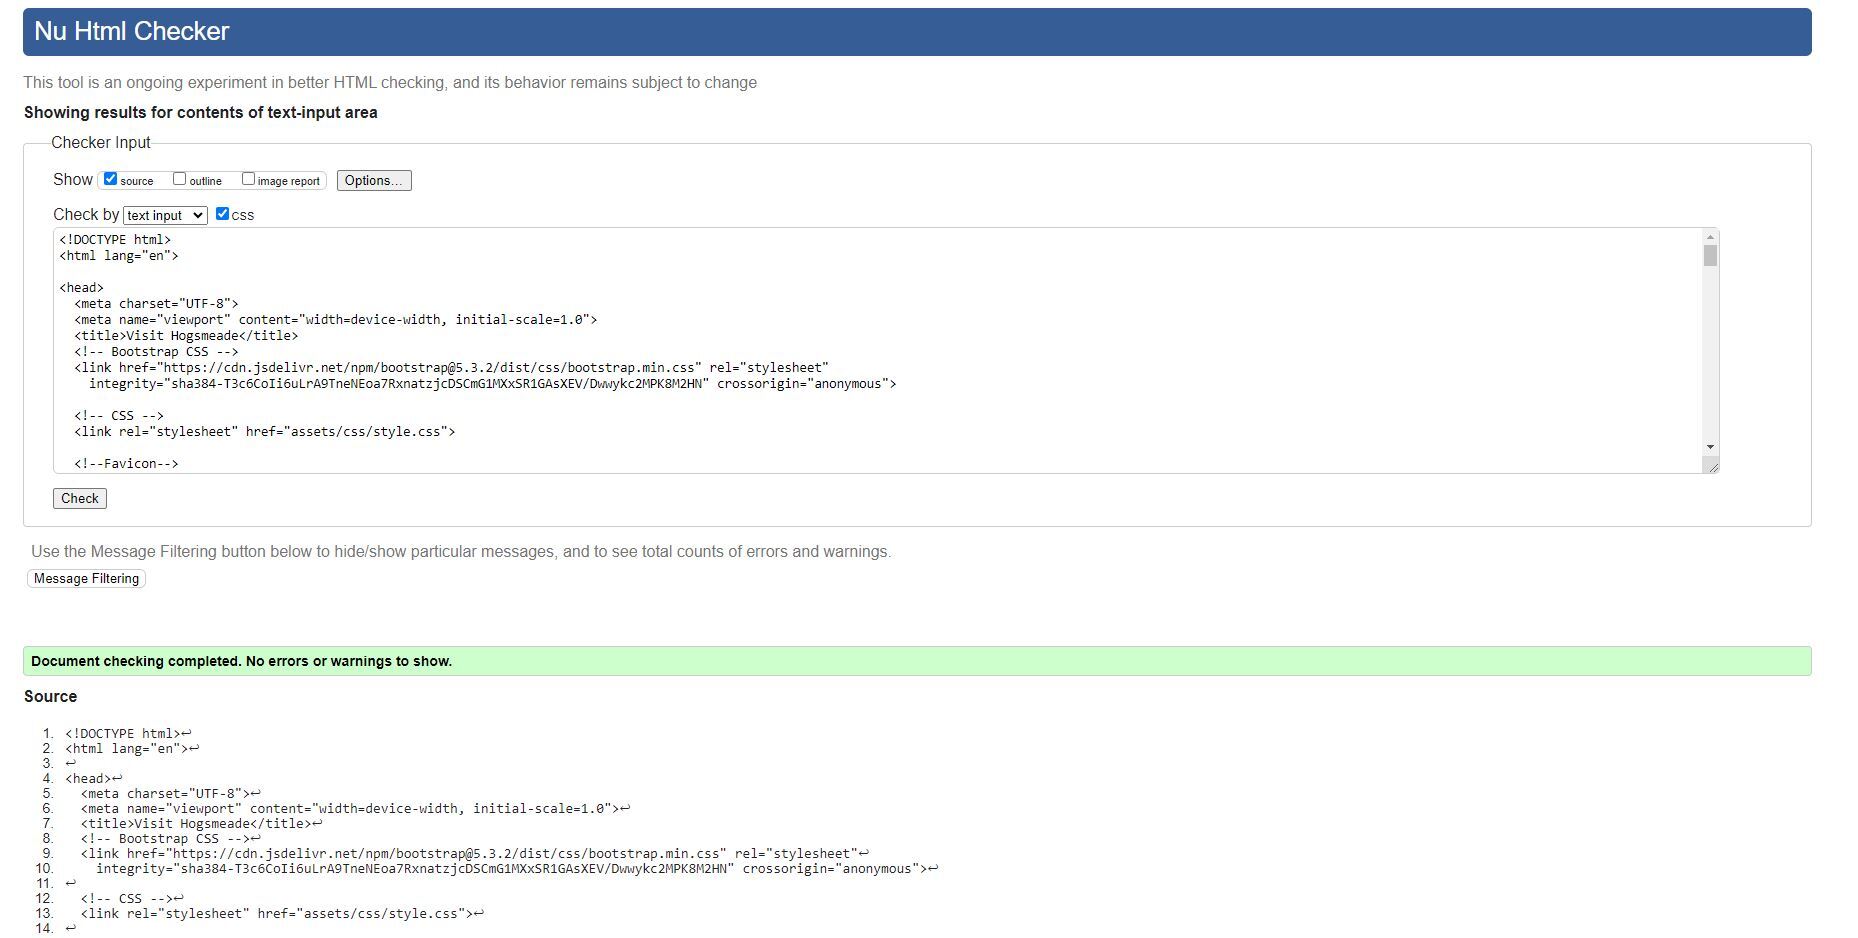 Nu Html Checker
This tool is an ongoing experiment in better HTML checking, and its behavior remains subject to change
Showing results for contents of text-input area
Checker Input
Show source outline image report Options...
Check by text input css
<!DOCTYPE html>
<html lang="en">
<head>
<meta charset="UTF-8">
<meta name="viewport" content="width=device-width, initial-scale=1.0">
<title>Visit Hogsmeade</title>
<!-- Bootstrap CSS -->
<link href="https://cdn.jsdelivr.net/npm/bootstrap@5.3.2/dist/css/bootstrap.min.css" rel="stylesheet"
integrity="sha384-T3c6CoIi6uLrA9TneNEoa7RxnatzjcDSCmG1MXxSR1GAsXEV/Dwwykc2MPK8M2HN" crossorigin="anonymous">
<!-- CSS -->
<link rel="stylesheet" href="assets/css/style.css">
<!--Favicon-->
Check
Use the Message Filtering button below to hide/show particular messages, and to see total counts of errors and warnings.
Message Filtering
Document checking completed. No errors or warnings to show.
Source
1. <!DOCTYPE html>↩
2. <html lang="en">↩
3. ↩
4. <head>↩
5. <meta charset="UTF-8">↩
6. <meta name="viewport" content="width=device-width, initial-scale=1.0">↩
7. <title>Visit Hogsmeade</title>↩
8. <!-- Bootstrap CSS -->↩
9. <link href="https://cdn.jsdelivr.net/npm/bootstrap@5.3.2/dist/css/bootstrap.min.css" rel="stylesheet"↩
10. integrity="sha384-T3c6CoIi6uLrA9TneNEoa7RxnatzjcDSCmG1MXxSR1GAsXEV/Dwwykc2MPK8M2HN" crossorigin="anonymous">↩
11. ↩
12. <!-- CSS -->↩
13. <link rel="stylesheet" href="assets/css/style.css">↩
14. ↩